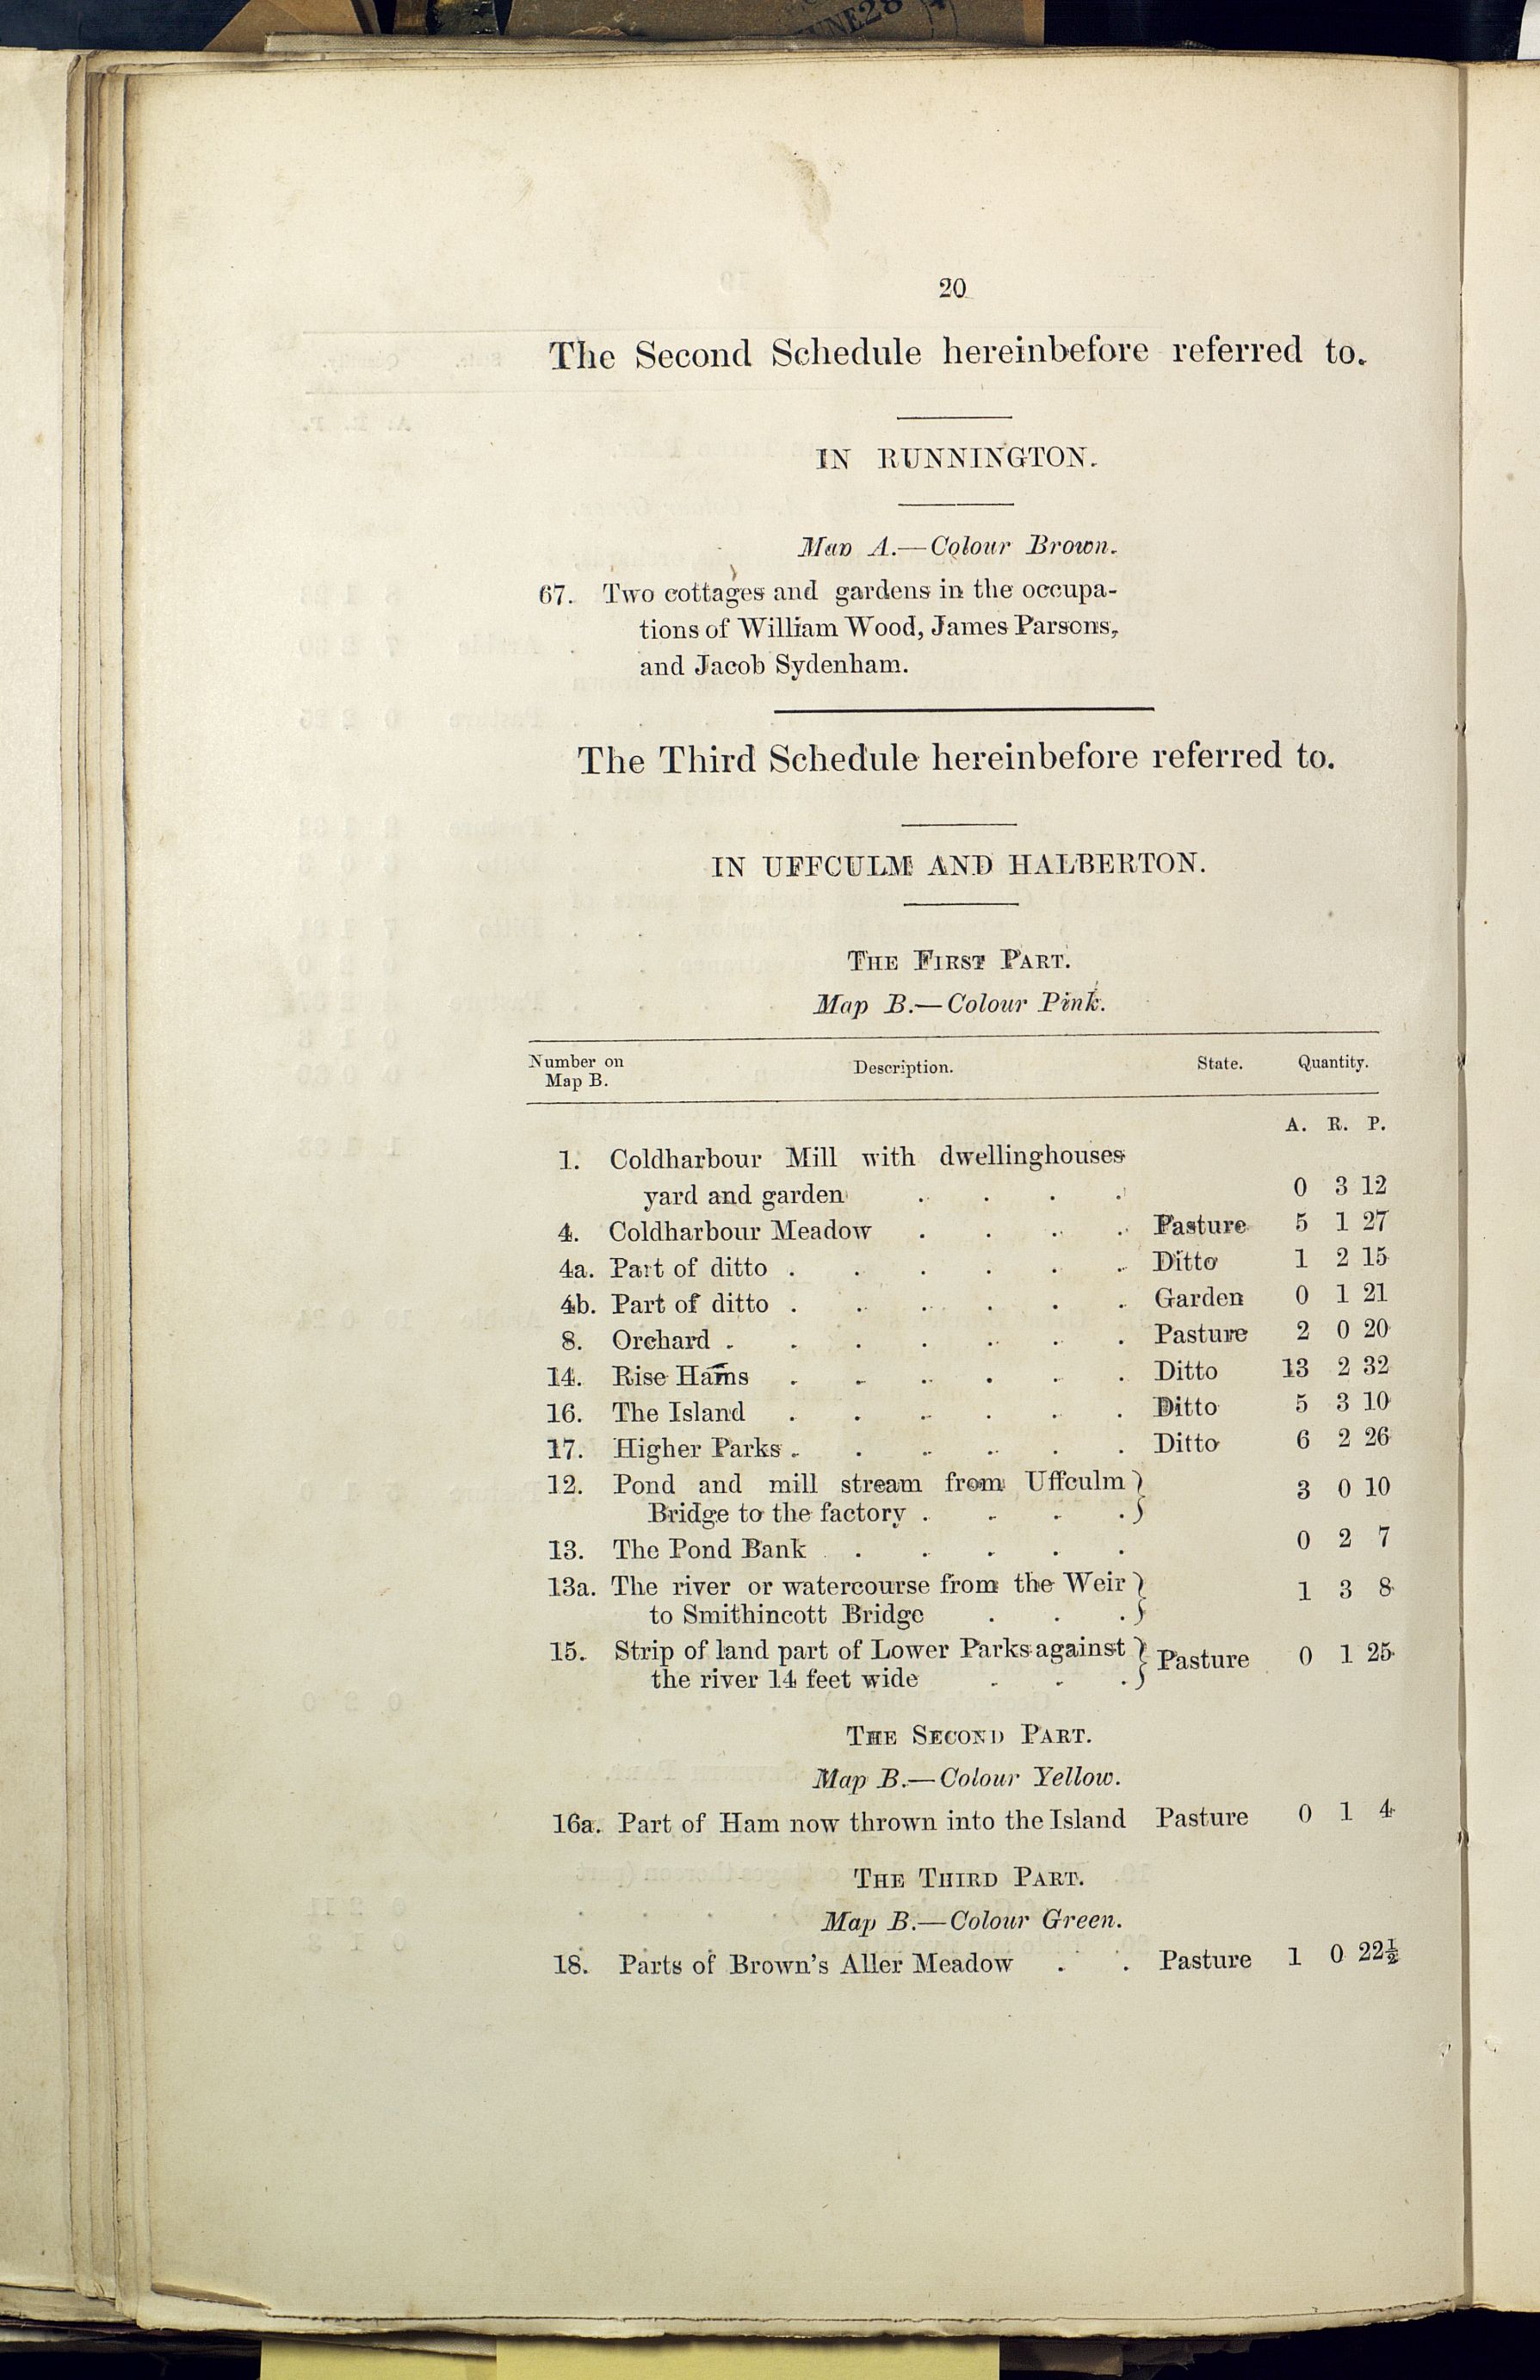 UNE 28
20
The Second Schedule hereinbefore referred to.
IN RUNNINGTON.
Map A.—Colour Brown.
67. Two cottages and gardens in the occupa-
tions of William Wood, James Parsons,
and Jacob Sydenham.
The Third Schedule hereinbefore referred to.
IN UFFCULM AND HALBERTON.
THE FIRST PART.
Map B.—Colour Pink.
Number on Map B. Description. State. Quantity.
A. R. P.
1. Coldharbour Mill with dwellinghouses
yard and garden . . . . 0 3 12
4. Coldharbour Meadow . . . . Pasture 5 1 27
4a. Part of ditto . . . . . . Ditto 1 2 15
4b. Part of ditto . . . . . . Garden 0 1 21
8. Orchard . . . . . . . Pasture 2 0 20
14. Rise Hams . . . . . . Ditto 13 2 32
16. The Island . . . . . . Ditto 5 3 10
17. Higher Parks . . . . . . Ditto 6 2 26
12. Pond and mill stream from Uffculm
Bridge to the factory . . . . } 3 0 10
13. The Pond Bank . . . . . 0 2 7
13a. The river or watercourse from the Weir
to Smithincott Bridge . . . } 1 3 8
15. Strip of land part of Lower Parks against
the river 14 feet wide . . . } Pasture 0 1 25
THE SECOND PART.
Map B.—Colour Yellow.
16a. Part of Ham now thrown into the Island Pasture 0 1 4
THE THIRD PART.
Map B.—Colour Green.
18. Parts of Brown's Aller Meadow . . Pasture 1 0 22½